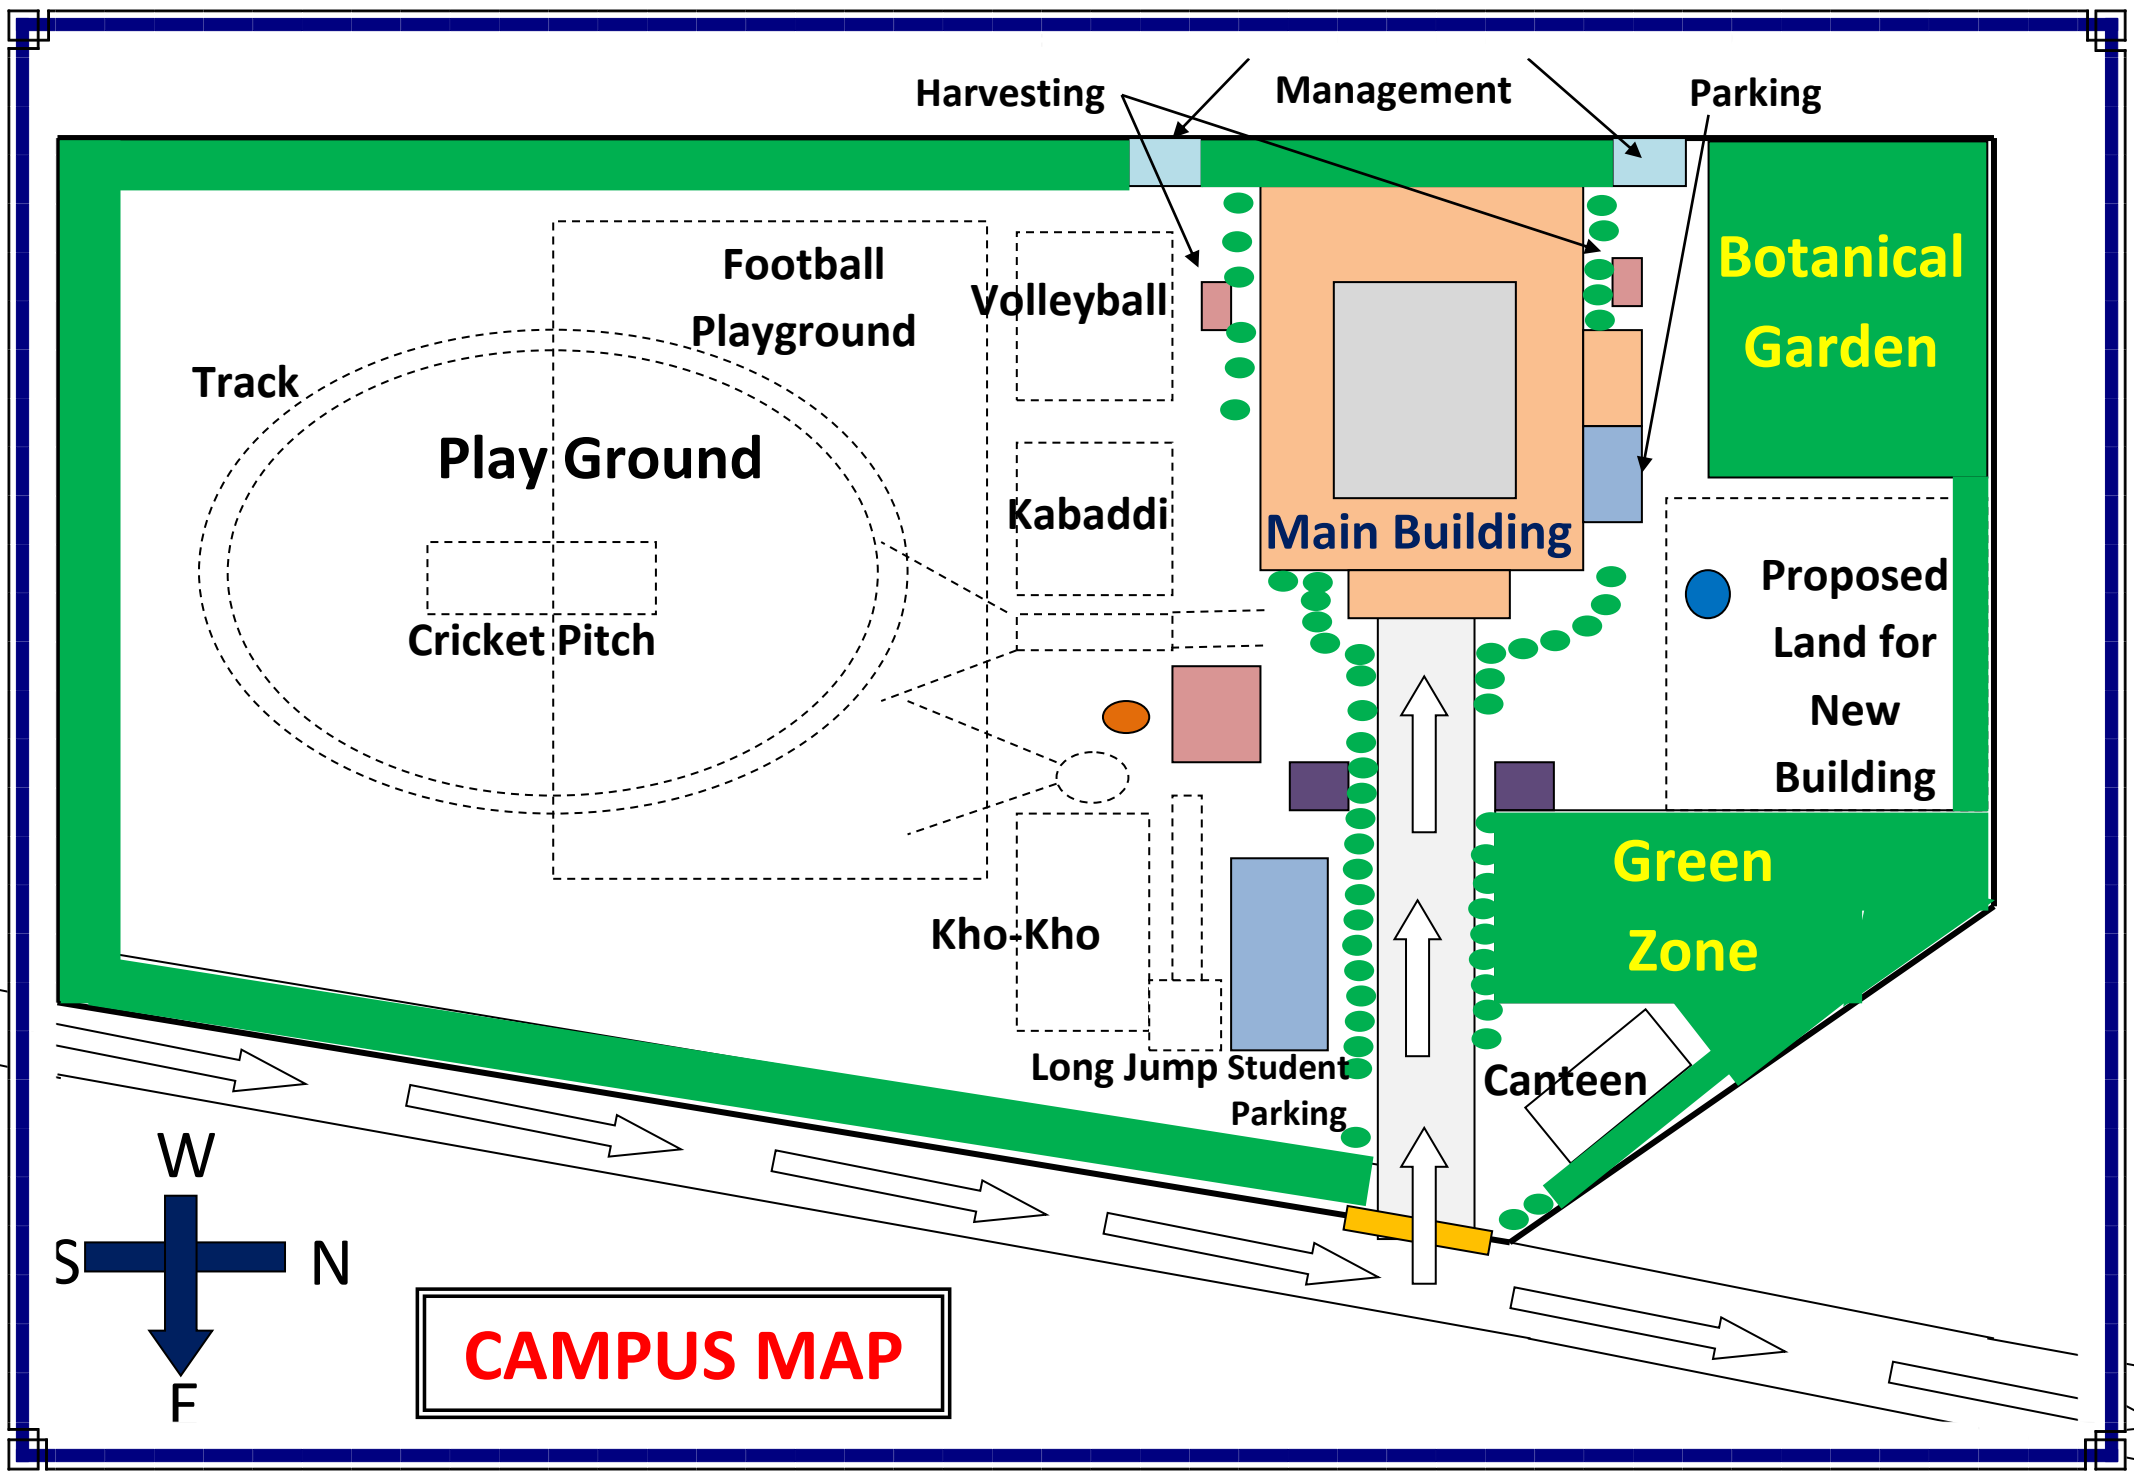 Harvesting
Management
Parking
Football
Playground
Volleyball
Track
Botanical
Garden
Play Ground
Kabaddi
Main Building
Cricket Pitch
Proposed
Land for
New
Building
Green
Zone
Kho-Kho
Long Jump
Student
Parking
Canteen
W
S
N
CAMPUS MAP